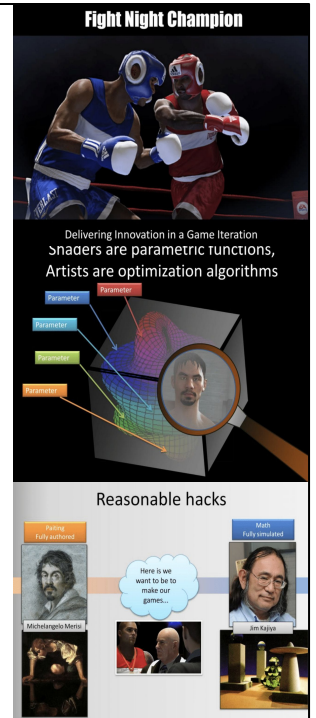 Fight Night Champion
Delivering Innovation in a Game Iteration
Shaders are parametric functions,
Artists are optimization algorithms
Parameter
Parameter
Parameter
Parameter
Parameter
Reasonable hacks
Paiting
Fully authored
Math
Fully simulated
Here is we
want to be to
make our
games...
Michelangelo Merisi
Jim Kajiya